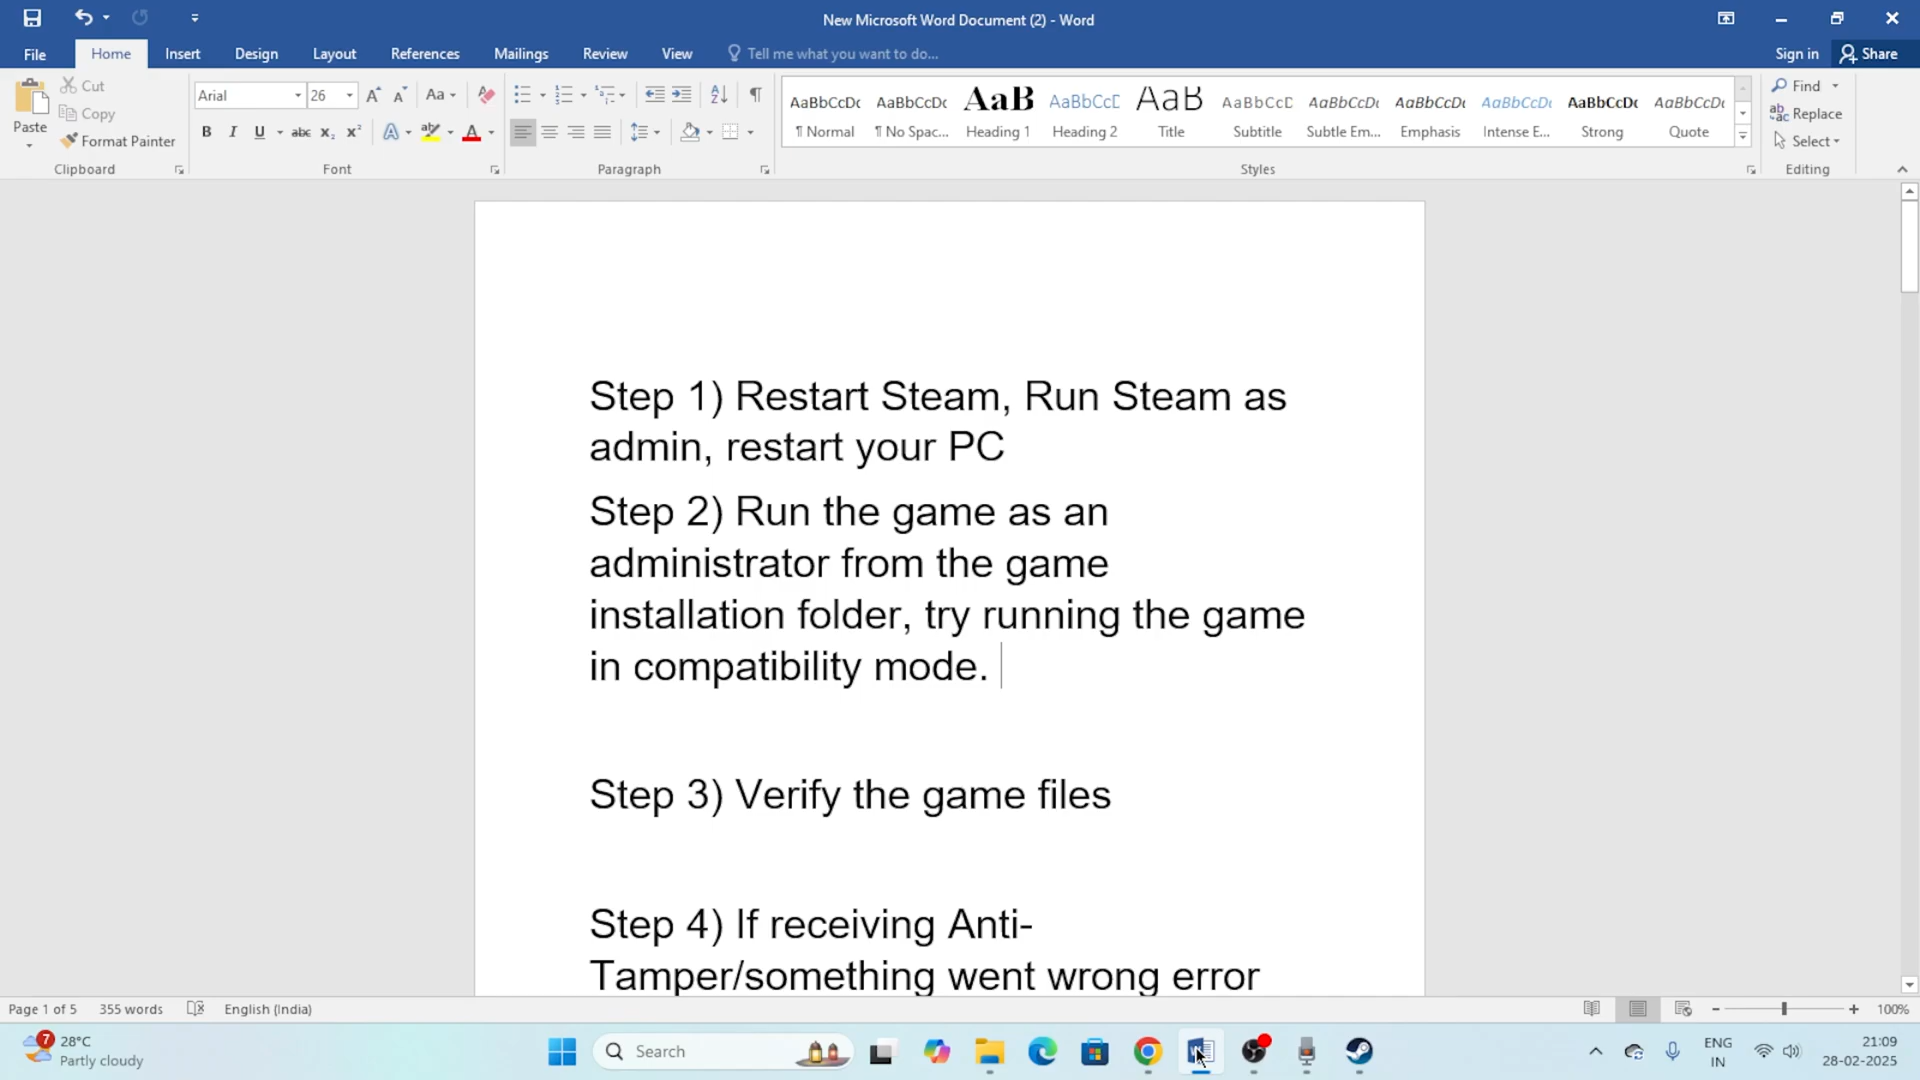 New Microsoft Word Document (2) - Word
File Home Insert Design Layout References Mailings Review View Tell me what you want to do... Sign in Share
Paste Cut Copy Format Painter
Clipboard
Arial 26 Aa
B I U abc x₂ x² A A
Font
Paragraph
AaBbCcDc AaBbCcDc AaB AaBbCcD AaB AaBbCcC AaBbCcDc AaBbCcDc AaBbCcDc AaBbCcDc AaBbCcDc
¶ Normal ¶ No Spac... Heading 1 Heading 2 Title Subtitle Subtle Em... Emphasis Intense E... Strong Quote
Styles
Find
Replace
Select
Editing
Step 1) Restart Steam, Run Steam as
admin, restart your PC
Step 2) Run the game as an
administrator from the game
installation folder, try running the game
in compatibility mode.
Step 3) Verify the game files
Step 4) If receiving Anti-
Tamper/something went wrong error
Page 1 of 5 355 words English (India) 100%
7
28°C
Partly cloudy
Search
ENG
IN
21:09
28-02-2025